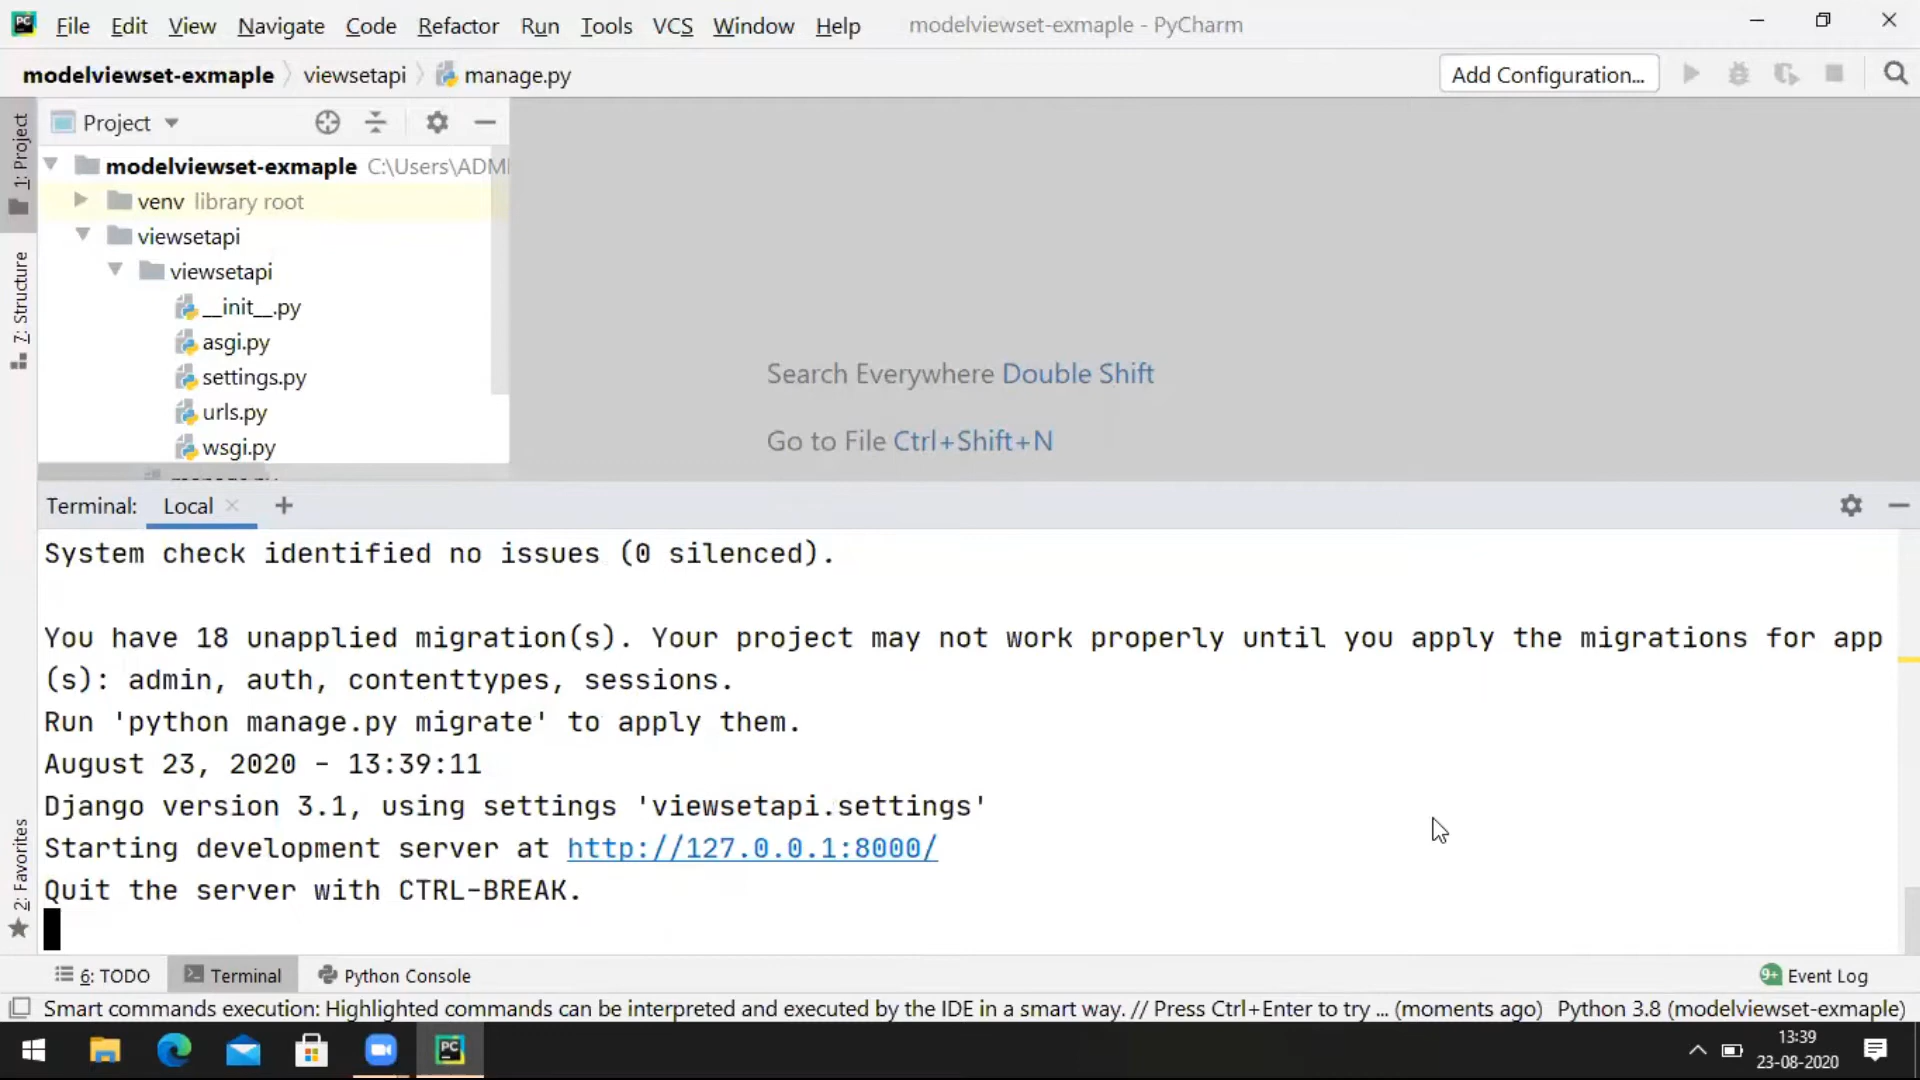 File Edit View Navigate Code Refactor Run Tools VCS Window Help modelviewset-exmaple - PyCharm
modelviewset-exmaple viewsetapi manage.py
Add Configuration...
1: Project
7: Structure
2: Favorites
Project
modelviewset-exmaple C:\Users\ADM
venv library root
viewsetapi
viewsetapi
__init__.py
asgi.py
settings.py
urls.py
wsgi.py
Search Everywhere Double Shift
Go to File Ctrl+Shift+N
Terminal: Local
System check identified no issues (0 silenced).
You have 18 unapplied migration(s). Your project may not work properly until you apply the migrations for app
(s): admin, auth, contenttypes, sessions.
Run 'python manage.py migrate' to apply them.
August 23, 2020 - 13:39:11
Django version 3.1, using settings 'viewsetapi.settings'
Starting development server at http://127.0.0.1:8000/
Quit the server with CTRL-BREAK.
6: TODO Terminal Python Console
9+ Event Log
Smart commands execution: Highlighted commands can be interpreted and executed by the IDE in a smart way. // Press Ctrl+Enter to try ... (moments ago) Python 3.8 (modelviewset-exmaple)
PC
13:39
23-08-2020